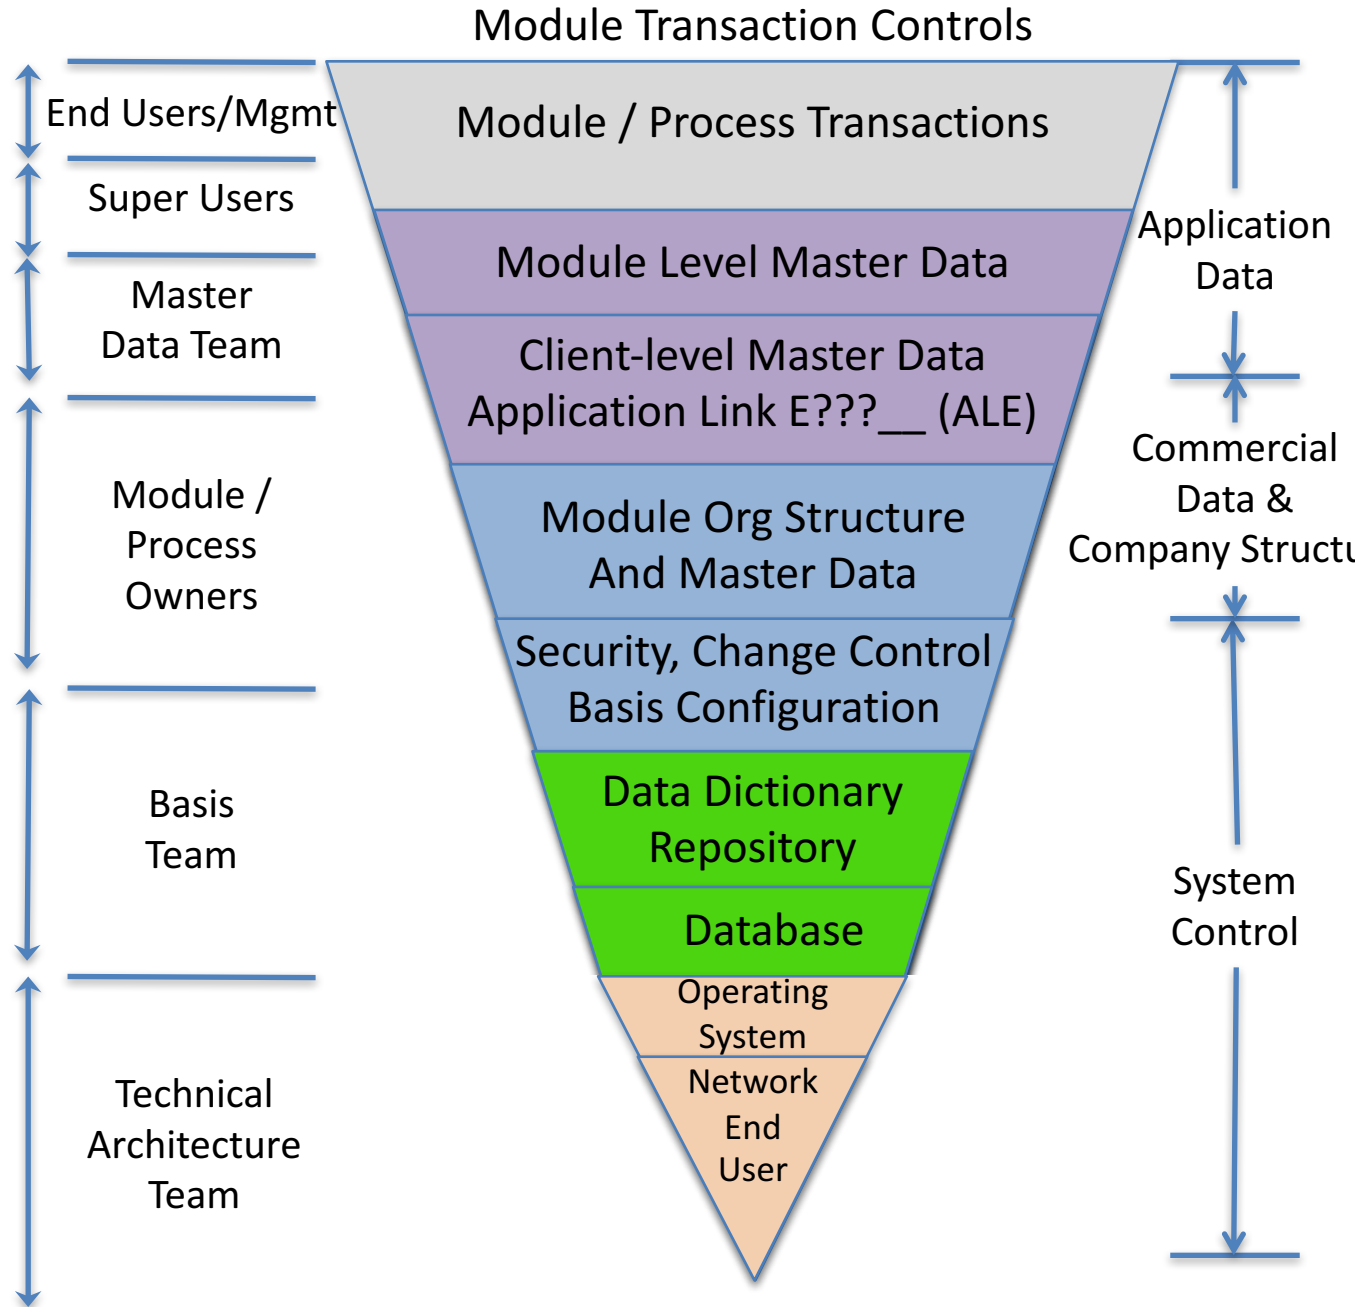 Module Transaction Controls
End Users/Mgmt
Super Users
Master
Data Team
Module /
Process
Owners
Basis
Team
Technical
Architecture
Team
Module / Process Transactions
Module Level Master Data
Client-level Master Data
Application Link E???__ (ALE)
Module Org Structure
And Master Data
Security, Change Control
Basis Configuration
Data Dictionary
Repository
Database
Operating
System
Network
End
User
Application
Data
Commercial
Data &
Company Structu
System
Control